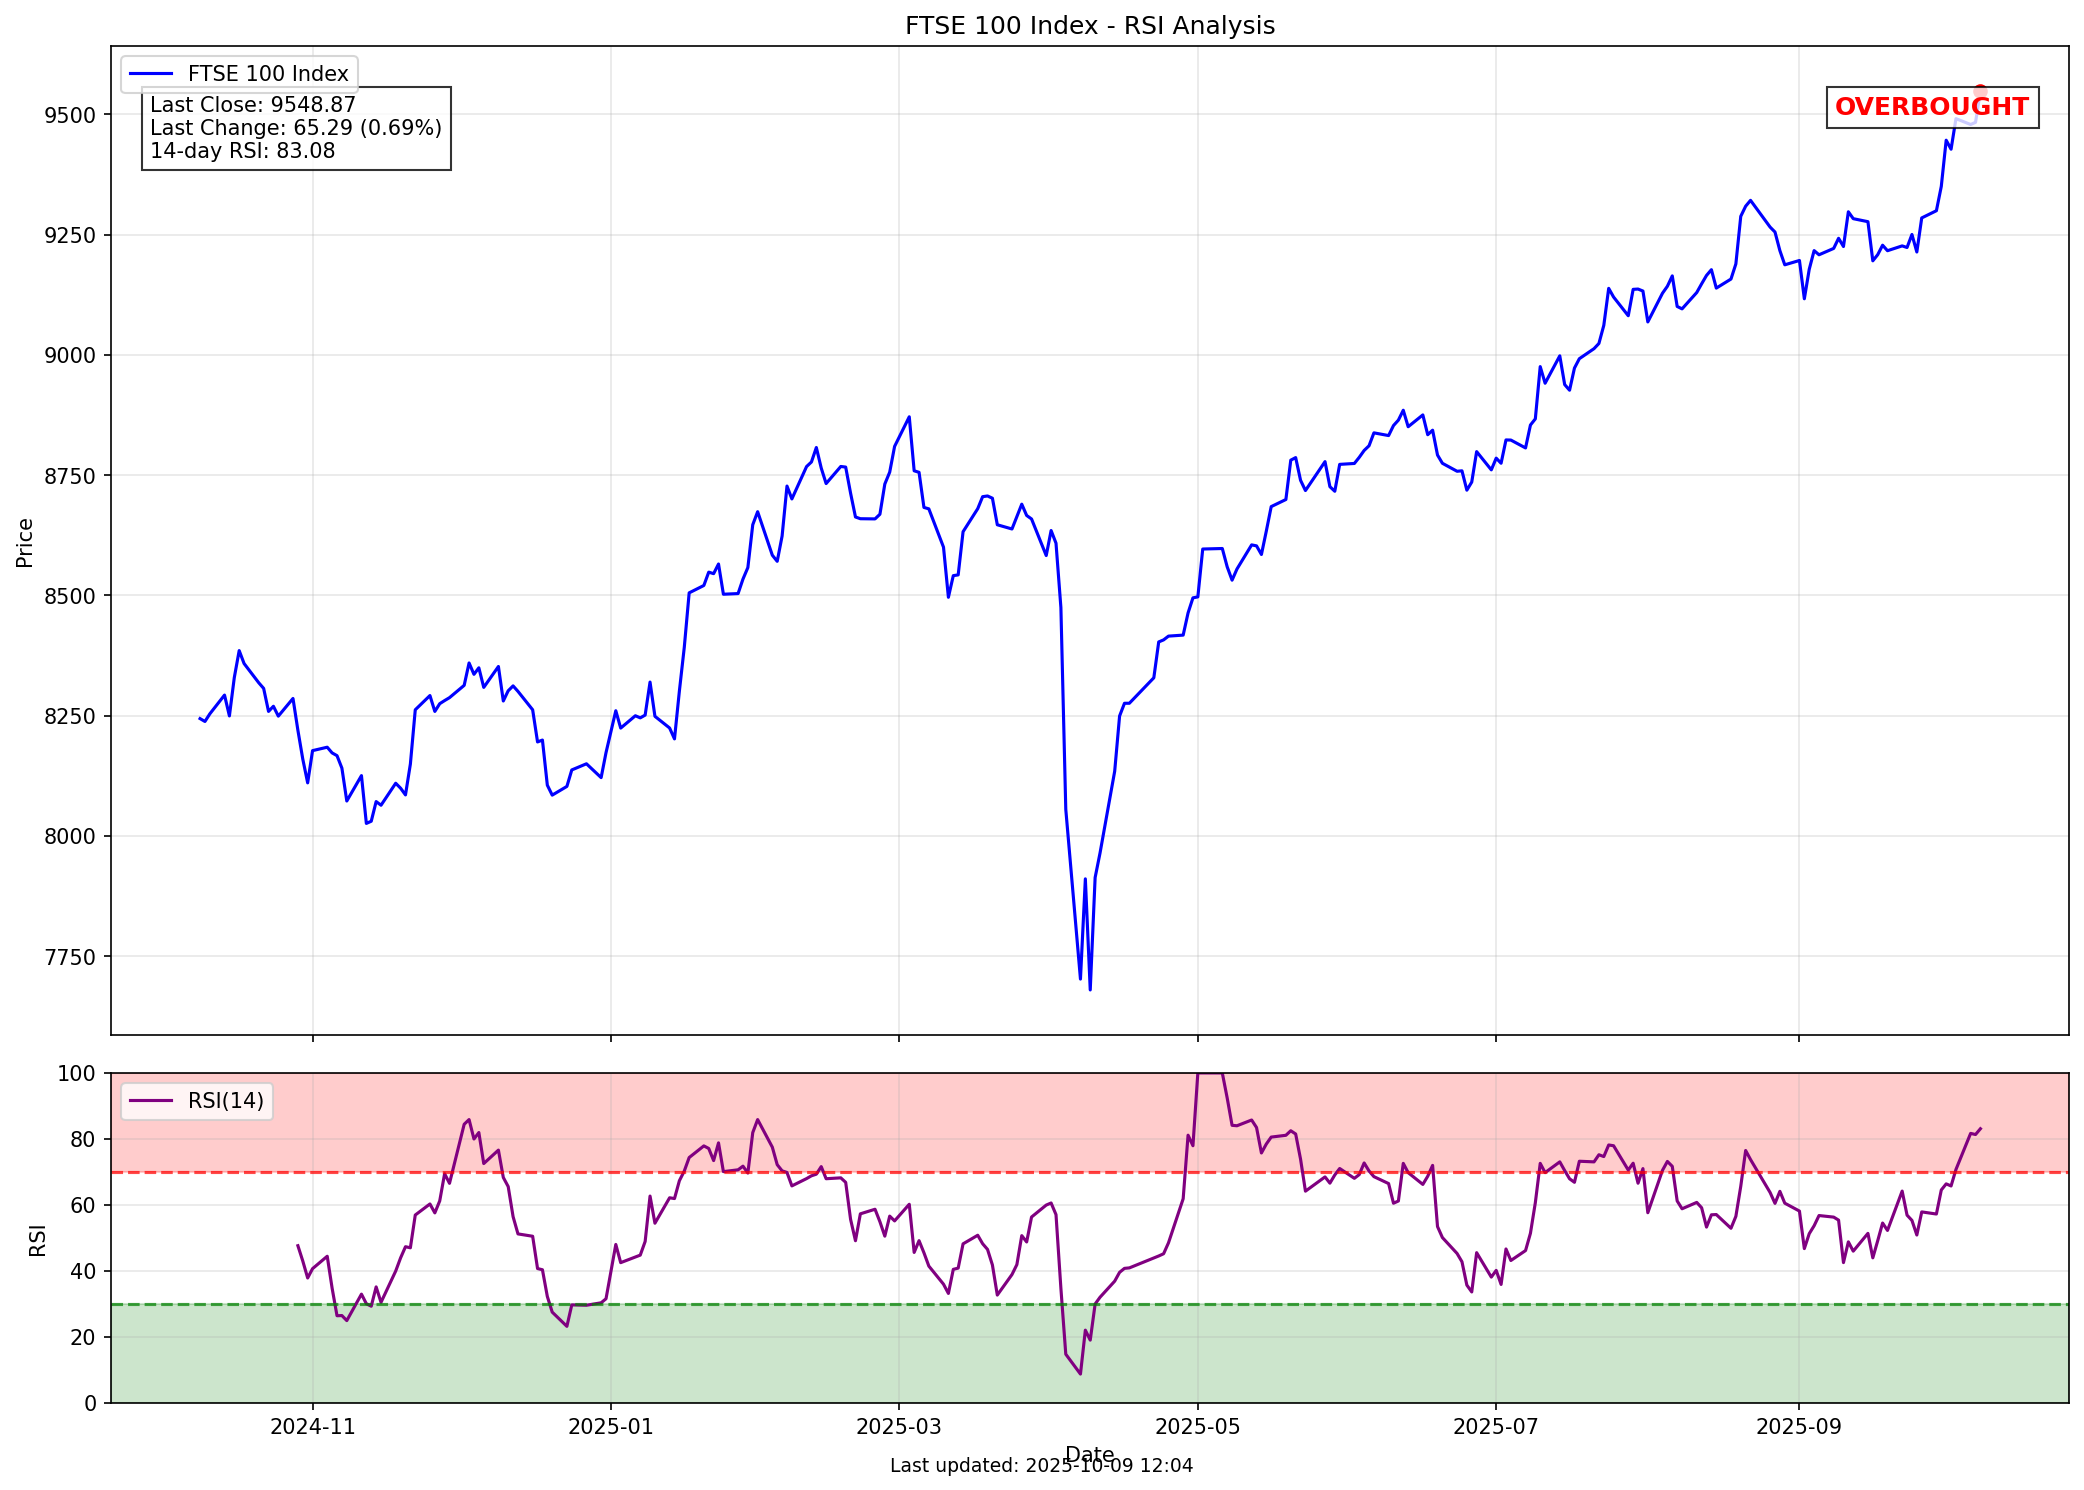 FTSE 100 Index - RSI Analysis
FTSE 100 Index
Last Close: 9548.87
Last Change: 65.29 (0.69%)
14-day RSI: 83.08
OVERBOUGHT
9500
9250
9000
8750
8500
8250
8000
7750
Price
RSI(14)
100
80
60
40
20
0
RSI
2024-11
2025-01
2025-03
2025-05
2025-07
2025-09
Date
Last updated: 2025-10-09 12:04